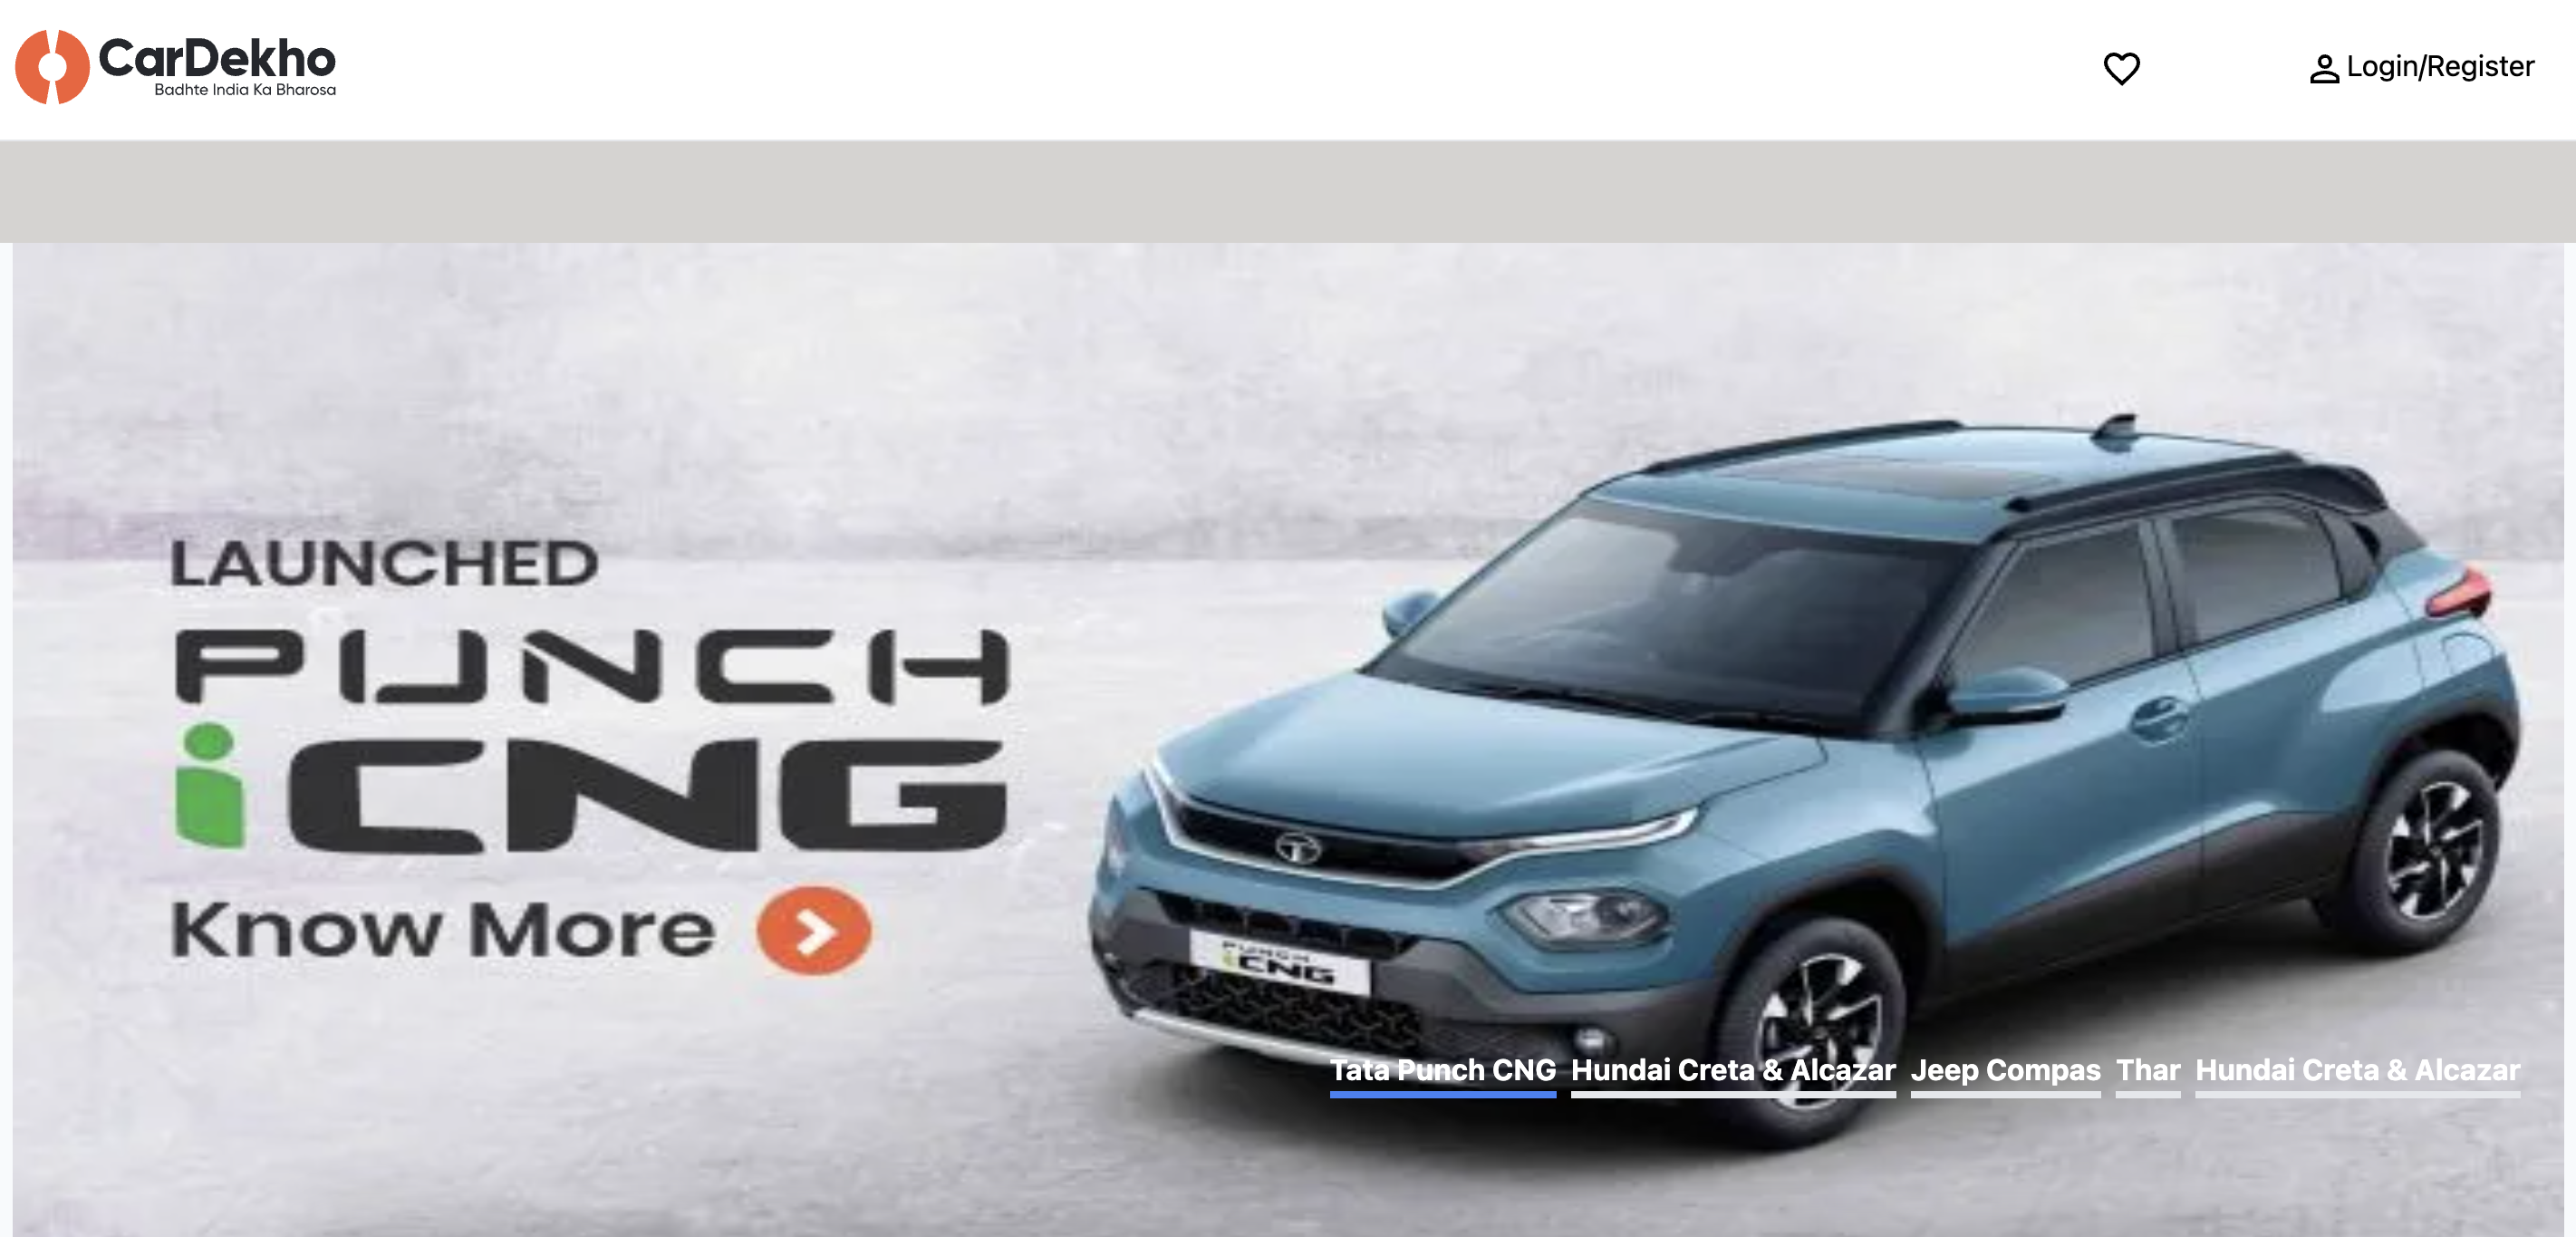 CarDekho
Badhte India Ka Bharosa
Login/Register
LAUNCHED
PUNCH
iCNG
Know More
PUNCH
iCNG
Tata Punch CNG Hundai Creta & Alcazar Jeep Compas Thar Hundai Creta & Alcazar